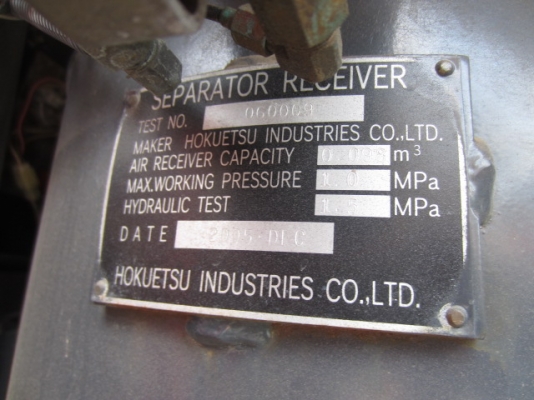 SEPARATOR RECEIVER
TEST NO.
MAKER HOKUETSU INDUSTRIES CO.,LTD.
AIR RECEIVER CAPACITY m³
MAX.WORKING PRESSURE MPa
HYDRAULIC TEST MPa
DATE
HOKUETSU INDUSTRIES CO.,LTD.